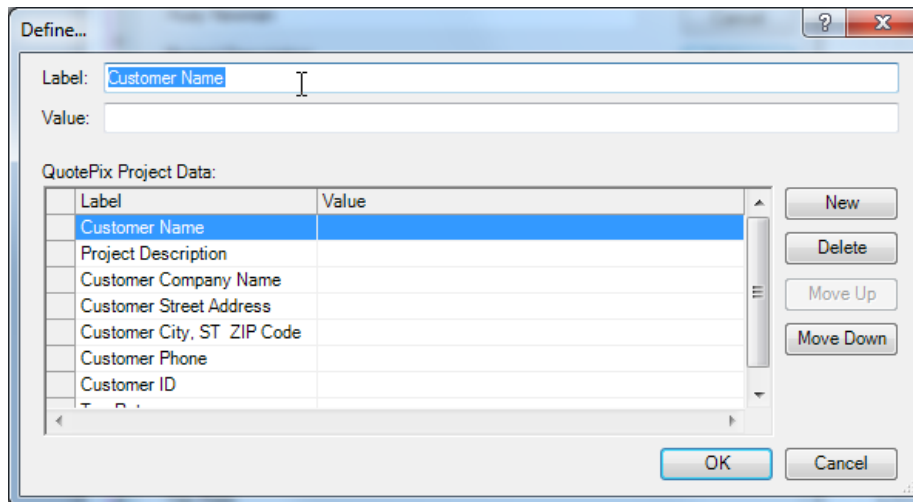 Define...
Label: Customer Name
Value:
QuotePix Project Data:
Label Value
Customer Name
Project Description
Customer Company Name
Customer Street Address
Customer City, ST ZIP Code
Customer Phone
Customer ID
New
Delete
Move Up
Move Down
OK Cancel